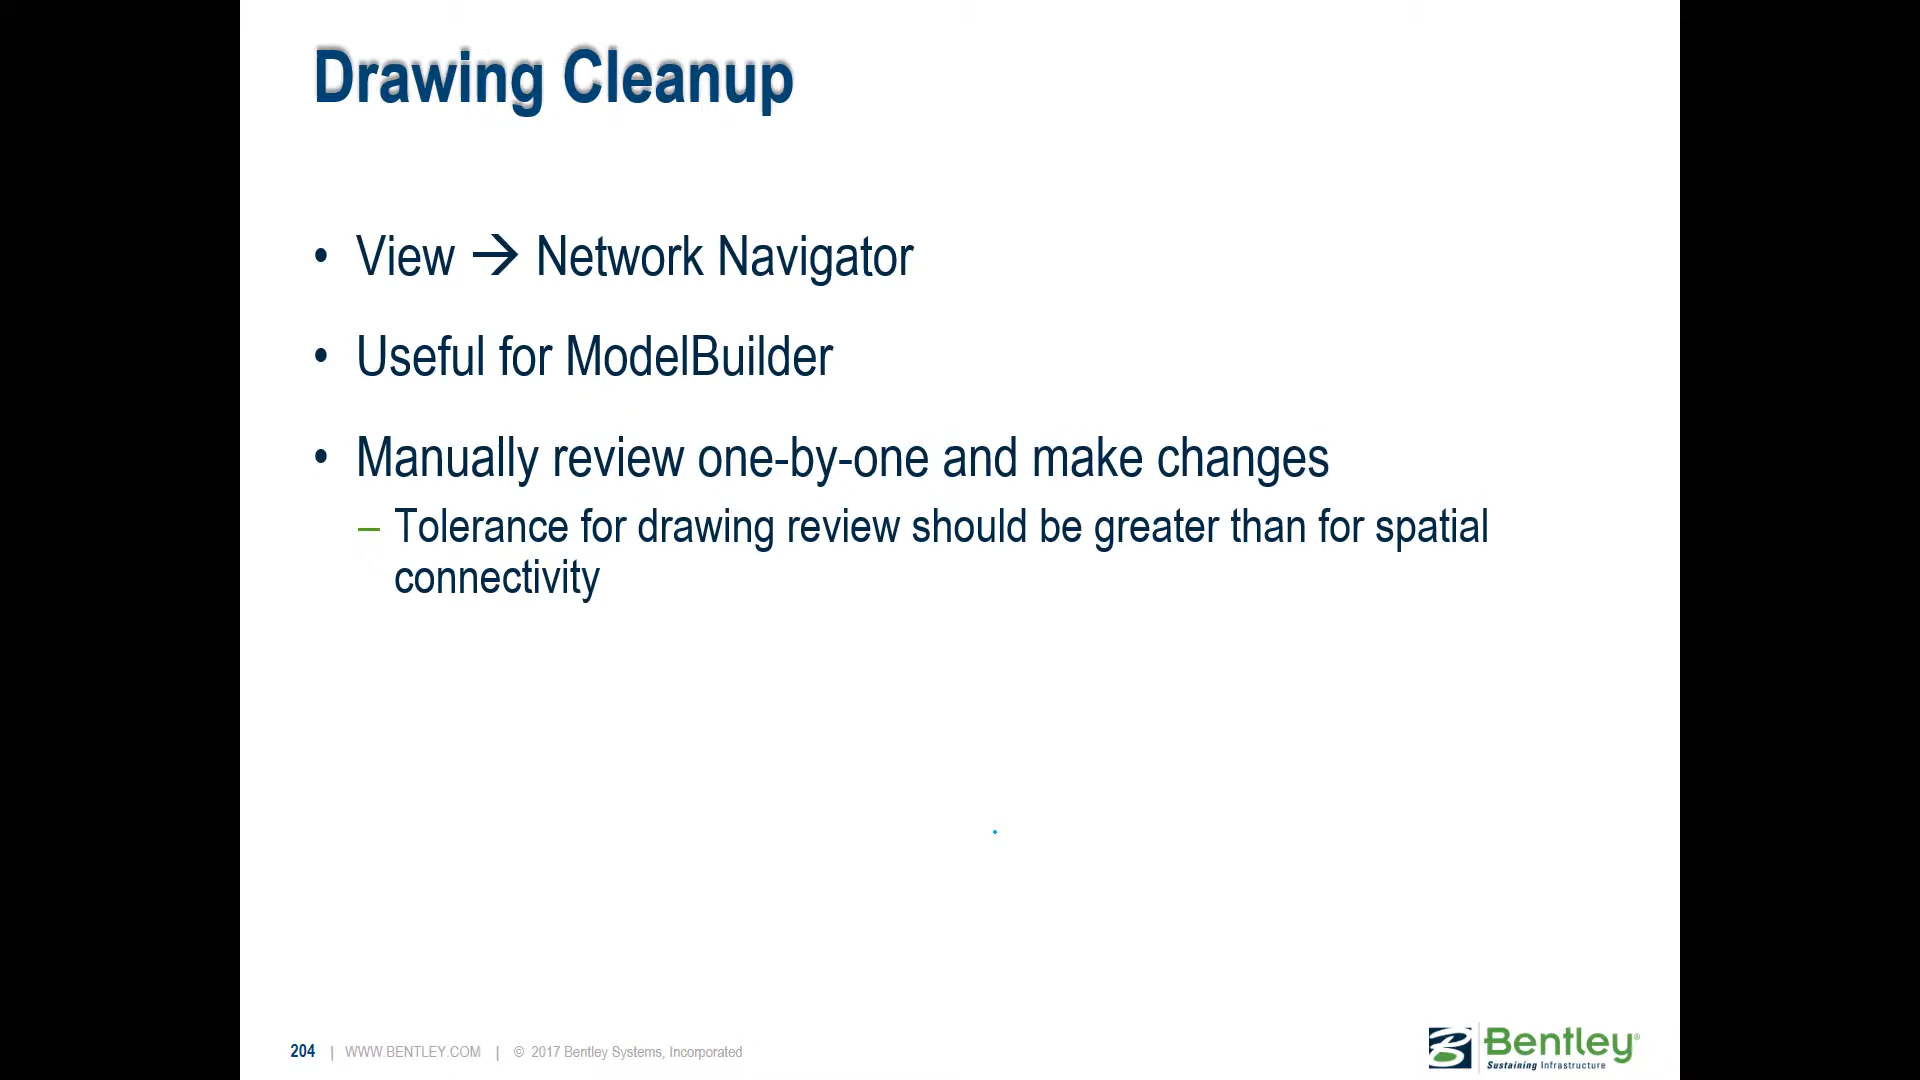 Drawing Cleanup
• View → Network Navigator
• Useful for ModelBuilder
• Manually review one-by-one and make changes
– Tolerance for drawing review should be greater than for spatial
connectivity
204 | WWW.BENTLEY.COM | © 2017 Bentley Systems, Incorporated
Bentley®
Sustaining Infrastructure